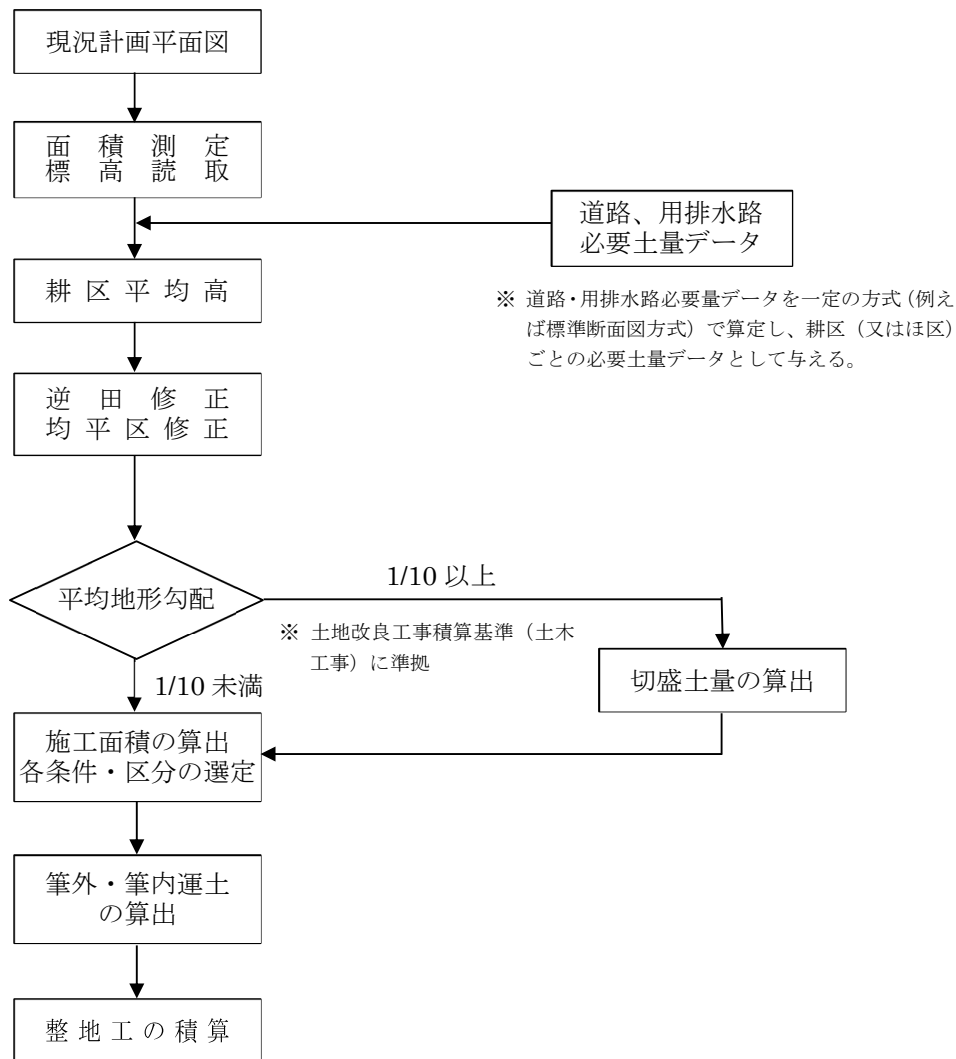 現況計画平面図
面積測定
標高読取
道路、用排水路
必要土量データ
耕区平均高
※ 道路・用排水路必要量データを一定の方式（例え
ば標準断面図方式）で算定し、耕区（又はほ区）
ごとの必要土量データとして与える。
逆田修正
均平区修正
平均地形勾配
1/10 以上
※ 土地改良工事積算基準（土木
工事）に準拠
切盛土量の算出
1/10 未満
施工面積の算出
各条件・区分の選定
筆外・筆内運土
の算出
整地工の積算